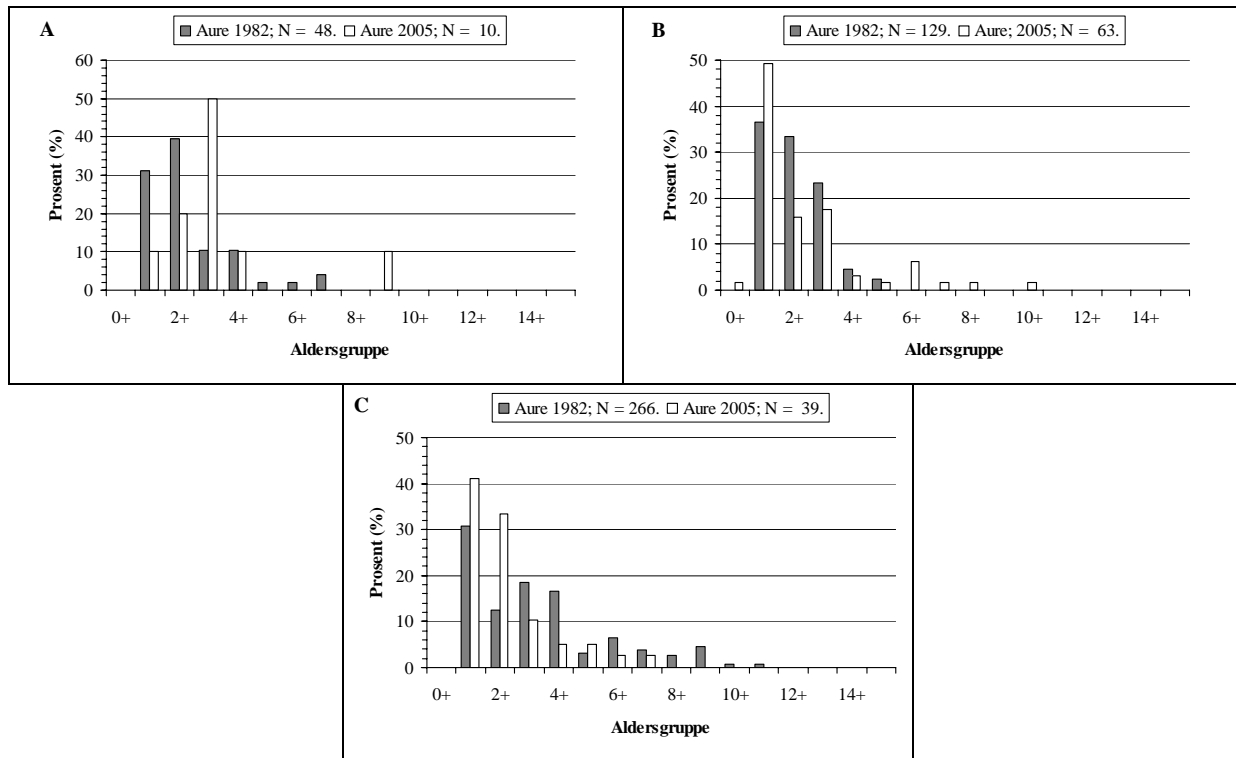 A
Aure 1982; N = 48. Aure 2005; N = 10.
60
50
40
30
20
10
0
Prosent (%)
0+ 2+ 4+ 6+ 8+ 10+ 12+ 14+
Aldersgruppe
B
Aure 1982; N = 129. Aure; 2005; N = 63.
50
40
30
20
10
0
Prosent (%)
0+ 2+ 4+ 6+ 8+ 10+ 12+ 14+
Aldersgruppe
C
Aure 1982; N = 266. Aure 2005; N = 39.
50
40
30
20
10
0
Prosent (%)
0+ 2+ 4+ 6+ 8+ 10+ 12+ 14+
Aldersgruppe